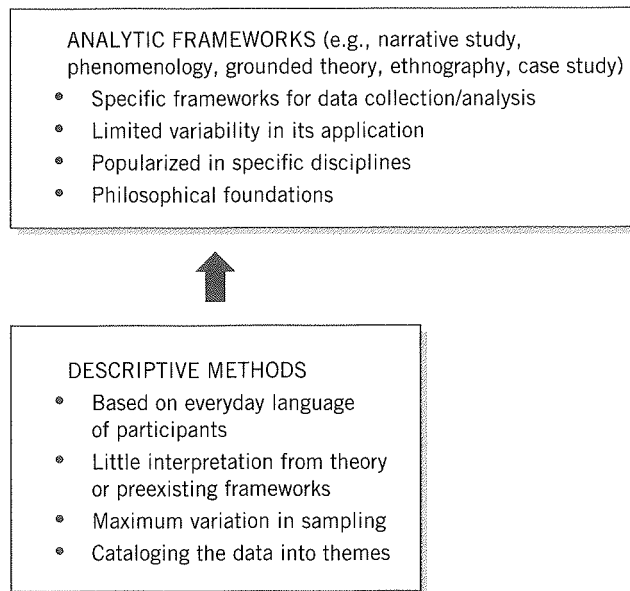 ANALYTIC FRAMEWORKS (e.g., narrative study,
phenomenology, grounded theory, ethnography, case study)
• Specific frameworks for data collection/analysis
• Limited variability in its application
• Popularized in specific disciplines
• Philosophical foundations
DESCRIPTIVE METHODS
• Based on everyday language
of participants
• Little interpretation from theory
or preexisting frameworks
• Maximum variation in sampling
• Cataloging the data into themes